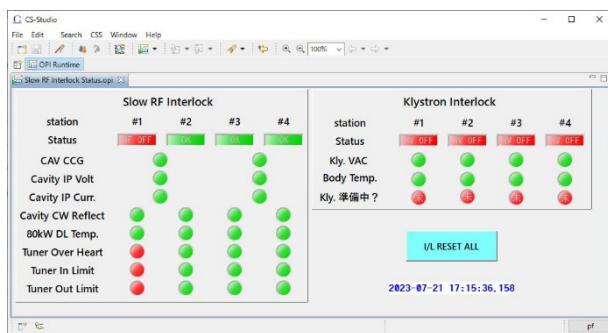 CS-Studio
File Edit Search CSS Window Help
100%
OPI Runtime
Slow RF Interlock Status.opi
Slow RF Interlock
station #1 #2 #3 #4
Status RF OFF OK OK OK
CAV CCG
Cavity IP Volt
Cavity IP Curr.
Cavity CW Reflect
80kW DL Temp.
Tuner Over Heart
Tuner In Limit
Tuner Out Limit
Klystron Interlock
station #1 #2 #3 #4
Status HV OFF HV OFF HV OFF HV OFF
Kly. VAC
Body Temp.
Kly. 準備中？ 未 未 未 未
I/L RESET ALL
2023-07-21 17:15:36.158
pf